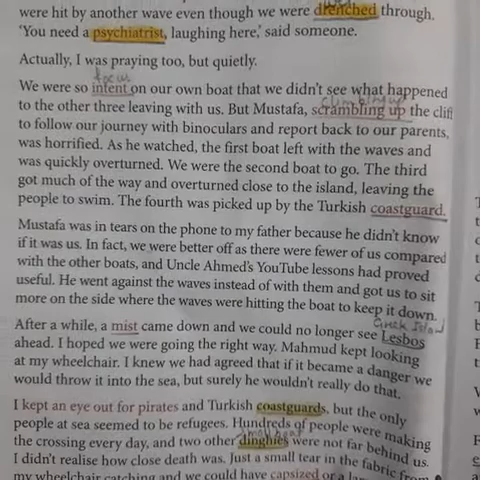 were hit by another wave even though we were drenched through.
'You need a psychiatrist, laughing here,' said someone.
Actually, I was praying too, but quietly.
focus
We were so intent on our own boat that we didn't see what happened
climbing up
to the other three leaving with us. But Mustafa, scrambling up the cliff
to follow our journey with binoculars and report back to our parents,
was horrified. As he watched, the first boat left with the waves and
was quickly overturned. We were the second boat to go. The third
got much of the way and overturned close to the island, leaving the
people to swim. The fourth was picked up by the Turkish coastguard.
Mustafa was in tears on the phone to my father because he didn't know
if it was us. In fact, we were better off as there were fewer of us compared
with the other boats, and Uncle Ahmed's YouTube lessons had proved
useful. He went against the waves instead of with them and got us to sit
more on the side where the waves were hitting the boat to keep it down.
Greek Island
After a while, a mist came down and we could no longer see Lesbos
ahead. I hoped we were going the right way. Mahmud kept looking
at my wheelchair. I knew we had agreed that if it became a danger we
would throw it into the sea, but surely he wouldn't really do that.
I kept an eye out for pirates and Turkish coastguards, but the only
people at sea seemed to be refugees. Hundreds of people were making
small boat
the crossing every day, and two other dinghies were not far behind us.
I didn't realise how close death was. Just a small tear in the fabric from
my wheelchair catching and we could have capsized or a